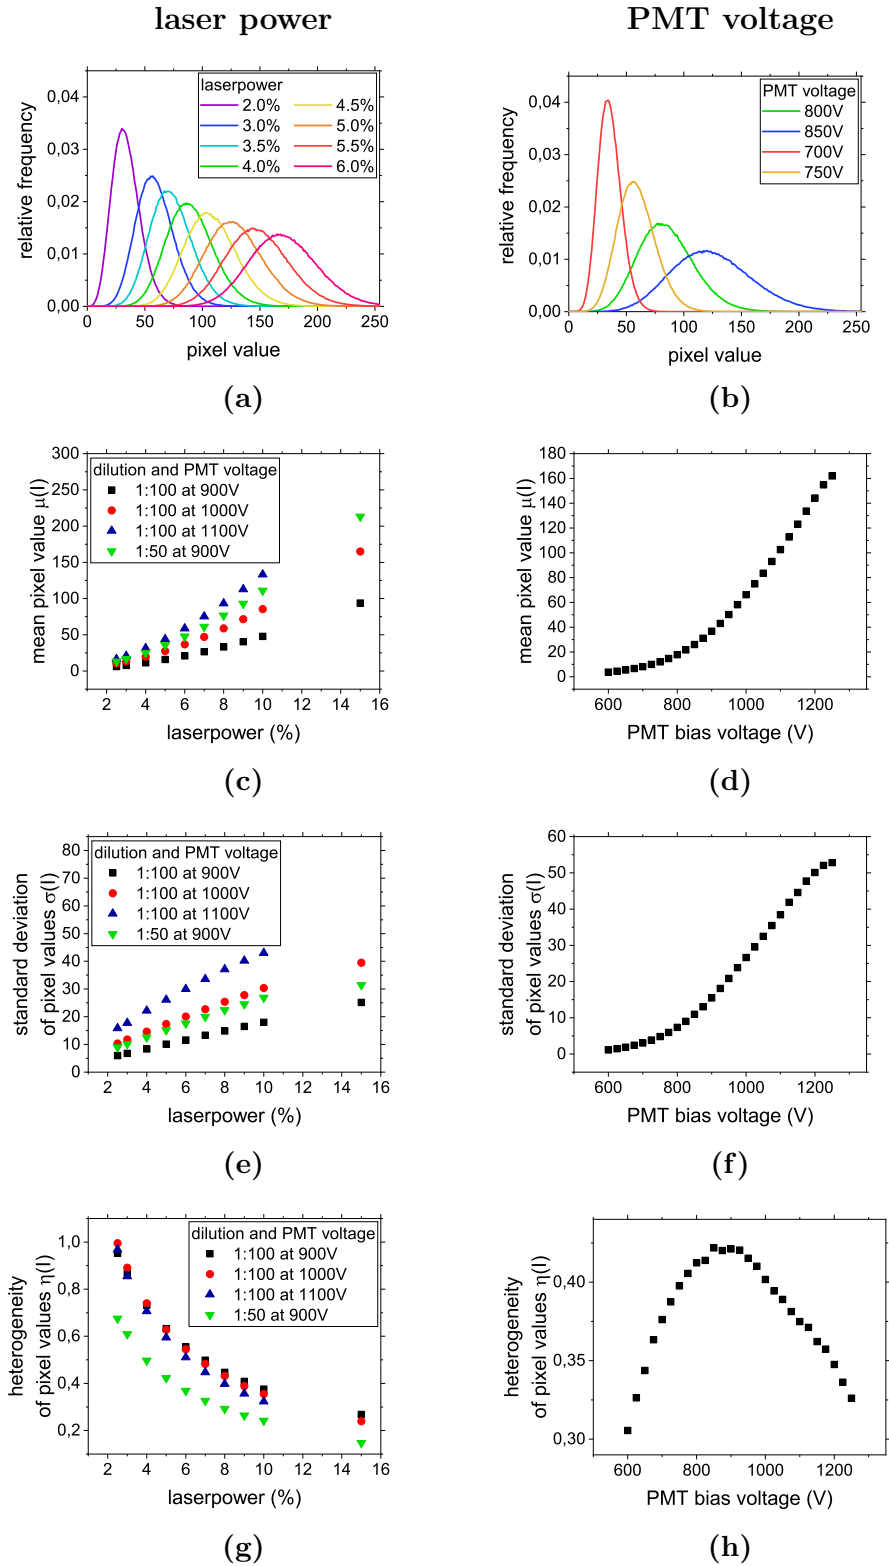 laser power
PMT voltage
relative frequency
0,04
0,03
0,02
0,01
0,00
laserpower
2.0% 4.5%
3.0% 5.0%
3.5% 5.5%
4.0% 6.0%
0 50 100 150 200 250
pixel value
(a)
relative frequency
0,04
0,03
0,02
0,01
0,00
PMT voltage
800V
850V
700V
750V
0 50 100 150 200 250
pixel value
(b)
mean pixel value μ(I)
300
250
200
150
100
50
0
dilution and PMT voltage
1:100 at 900V
1:100 at 1000V
1:100 at 1100V
1:50 at 900V
2 4 6 8 10 12 14 16
laserpower (%)
(c)
mean pixel value μ(I)
180
160
140
120
100
80
60
40
20
0
600 800 1000 1200
PMT bias voltage (V)
(d)
standard deviation
of pixel values σ(I)
80
70
60
50
40
30
20
10
0
dilution and PMT voltage
1:100 at 900V
1:100 at 1000V
1:100 at 1100V
1:50 at 900V
2 4 6 8 10 12 14 16
laserpower (%)
(e)
standard deviation
of pixel values σ(I)
60
50
40
30
20
10
0
600 800 1000 1200
PMT bias voltage (V)
(f)
heterogeneity
of pixel values η(I)
1,0
0,8
0,6
0,4
0,2
dilution and PMT voltage
1:100 at 900V
1:100 at 1000V
1:100 at 1100V
1:50 at 900V
2 4 6 8 10 12 14 16
laserpower (%)
(g)
heterogeneity
of pixel values η(I)
0,40
0,35
0,30
600 800 1000 1200
PMT bias voltage (V)
(h)